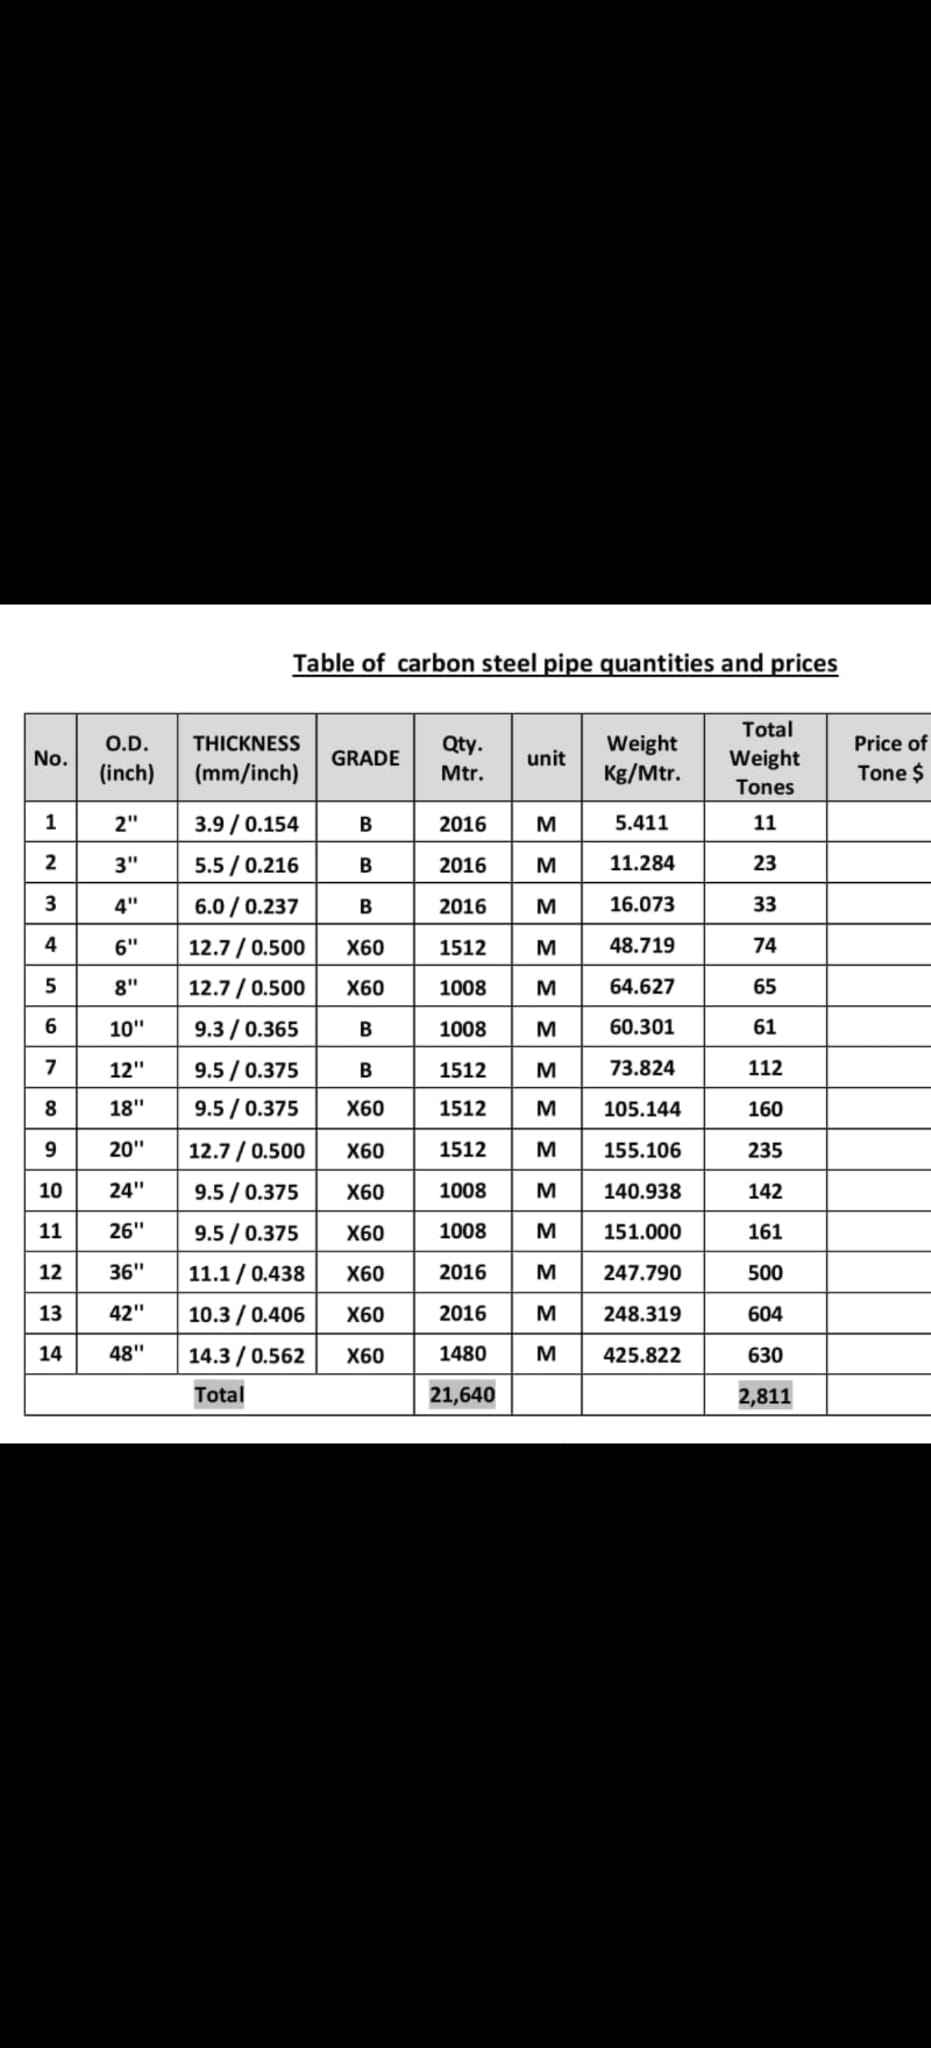 Table of  carbon steel pipe quantities and prices
No. O.D. (inch) THICKNESS (mm/inch) GRADE Qty. Mtr. unit Weight Kg/Mtr. Total Weight Tones Price of Tone $
1 2" 3.9 / 0.154 B 2016 M 5.411 11
2 3" 5.5 / 0.216 B 2016 M 11.284 23
3 4" 6.0 / 0.237 B 2016 M 16.073 33
4 6" 12.7 / 0.500 X60 1512 M 48.719 74
5 8" 12.7 / 0.500 X60 1008 M 64.627 65
6 10" 9.3 / 0.365 B 1008 M 60.301 61
7 12" 9.5 / 0.375 B 1512 M 73.824 112
8 18" 9.5 / 0.375 X60 1512 M 105.144 160
9 20" 12.7 / 0.500 X60 1512 M 155.106 235
10 24" 9.5 / 0.375 X60 1008 M 140.938 142
11 26" 9.5 / 0.375 X60 1008 M 151.000 161
12 36" 11.1 / 0.438 X60 2016 M 247.790 500
13 42" 10.3 / 0.406 X60 2016 M 248.319 604
14 48" 14.3 / 0.562 X60 1480 M 425.822 630
Total 21,640 2,811